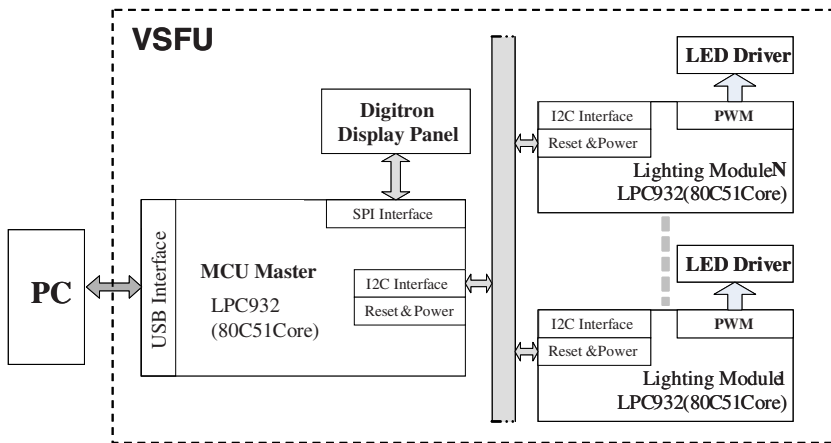 VSFU
LED Driver
Digitron
Display Panel
I2C Interface
PWM
Reset &Power
Lighting ModuleN
LPC932(80C51Core)
SPI Interface
PC
USB Interface
MCU Master
LPC932
(80C51Core)
I2C Interface
Reset & Power
LED Driver
I2C Interface
PWM
Reset &Power
Lighting Module1
LPC932(80C51Core)